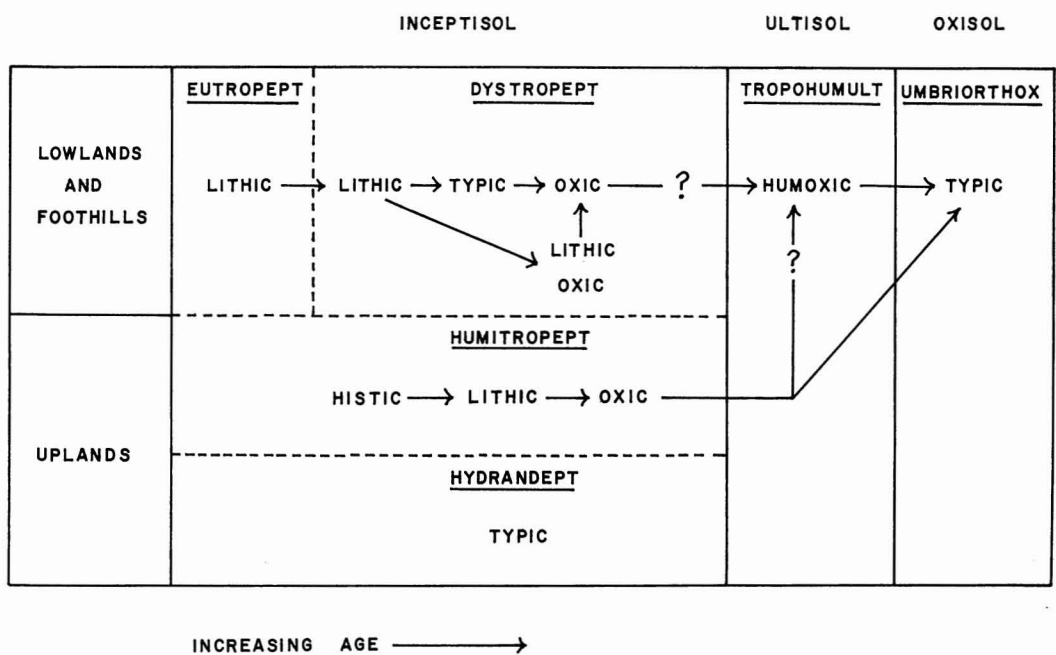 INCEPTISOL ULTISOL OXISOL
EUTROPEPT DYSTROPEPT TROPOHUMULT UMBRIORTHOX
LOWLANDS
AND
FOOTHILLS
LITHIC LITHIC TYPIC OXIC ? HUMOXIC TYPIC
LITHIC
OXIC
?
HUMITROPEPT
HISTIC LITHIC OXIC
UPLANDS
HYDRANDEPT
TYPIC
INCREASING AGE